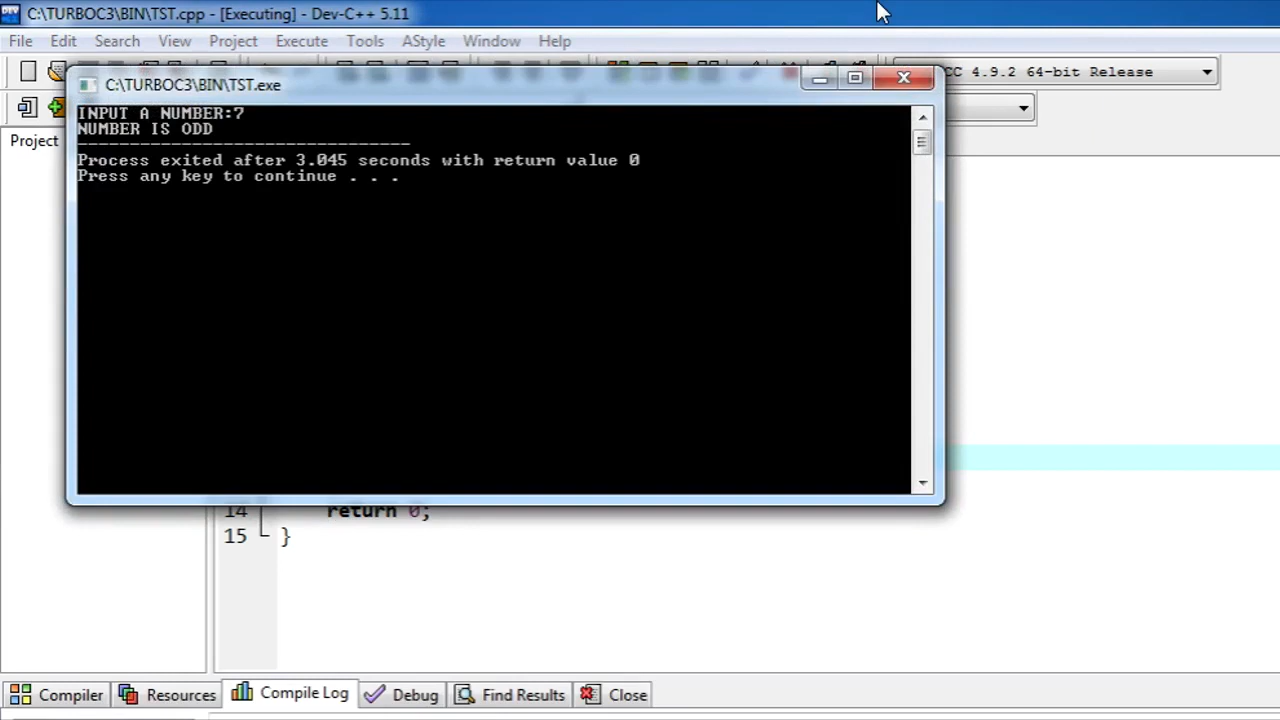 C:\TURBOC3\BIN\TST.cpp - [Executing] - Dev-C++ 5.11
File Edit Search View Project Execute Tools AStyle Window Help
CC 4.9.2 64-bit Release
C:\TURBOC3\BIN\TST.exe
INPUT A NUMBER:7
NUMBER IS ODD
--------------------------------
Process exited after 3.045 seconds with return value 0
Press any key to continue . . .
Project
14 return 0;
15 }
Compiler Resources Compile Log Debug Find Results Close